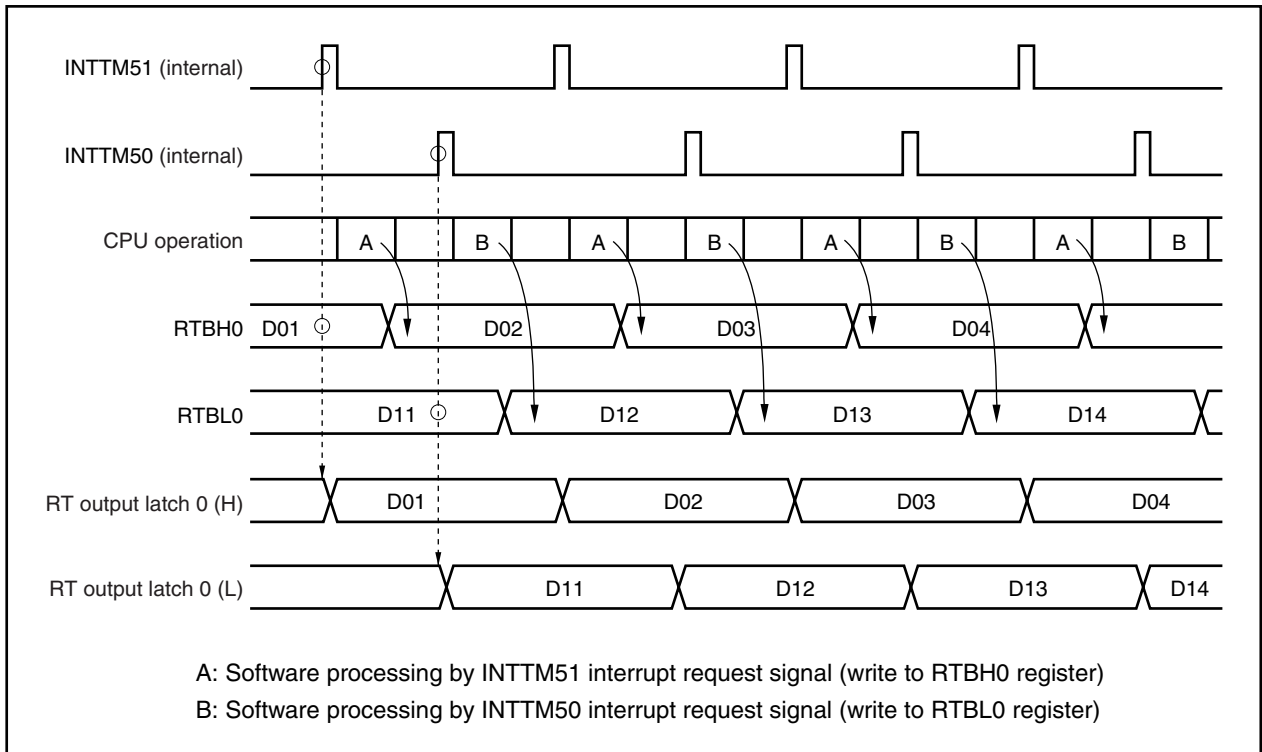 INTTM51 (internal)
INTTM50 (internal)
CPU operation A B A B A B A B
RTBH0 D01 D02 D03 D04
RTBL0 D11 D12 D13 D14
RT output latch 0 (H) D01 D02 D03 D04
RT output latch 0 (L) D11 D12 D13 D14
A: Software processing by INTTM51 interrupt request signal (write to RTBH0 register)
B: Software processing by INTTM50 interrupt request signal (write to RTBL0 register)